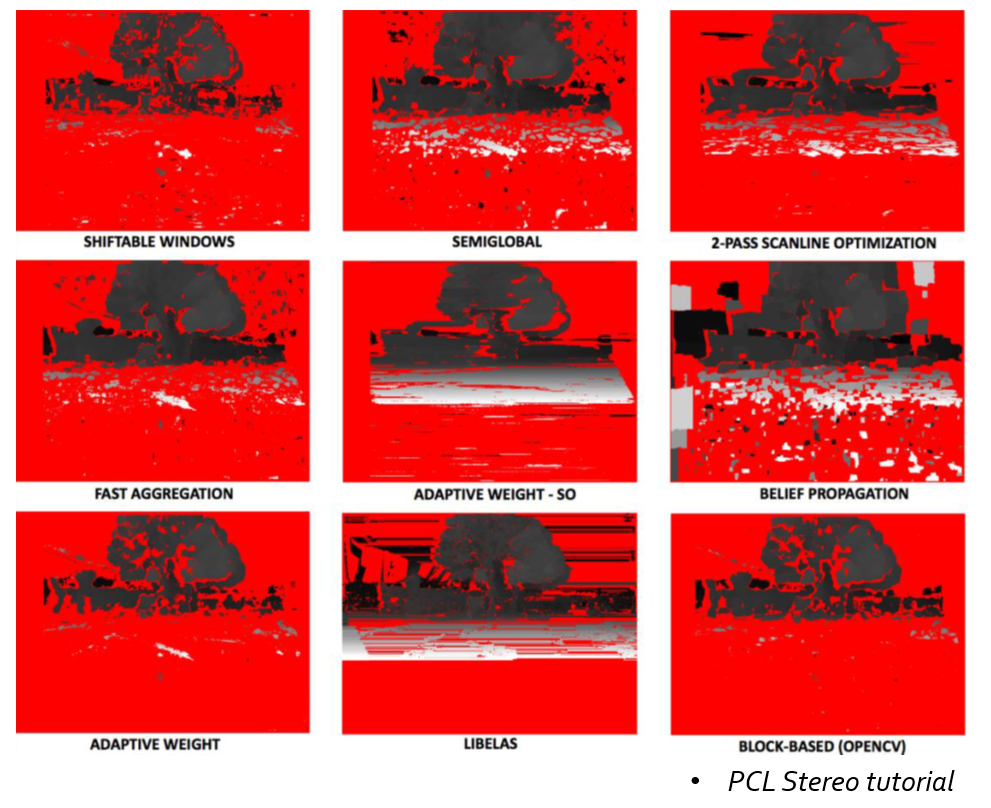 SHIFTABLE WINDOWS
SEMIGLOBAL
2-PASS SCANLINE OPTIMIZATION
FAST AGGREGATION
ADAPTIVE WEIGHT - SO
BELIEF PROPAGATION
ADAPTIVE WEIGHT
LIBELAS
BLOCK-BASED (OPENCV)
• PCL Stereo tutorial